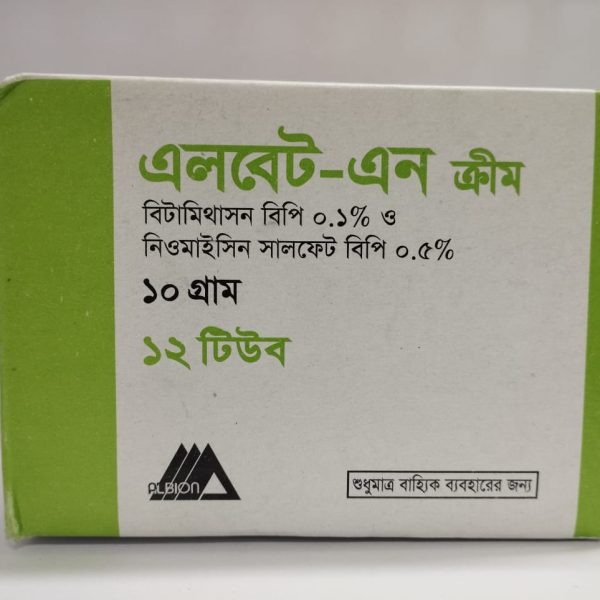 এলবেট-এন ক্রীম
বিটামিথাসন বিপি ০.১% ও
নিওমাইসিন সালফেট বিপি ০.৫%
১০ গ্রাম
১২ টিউব
ALBION
শুধুমাত্র বাহ্যিক ব্যবহারের জন্য